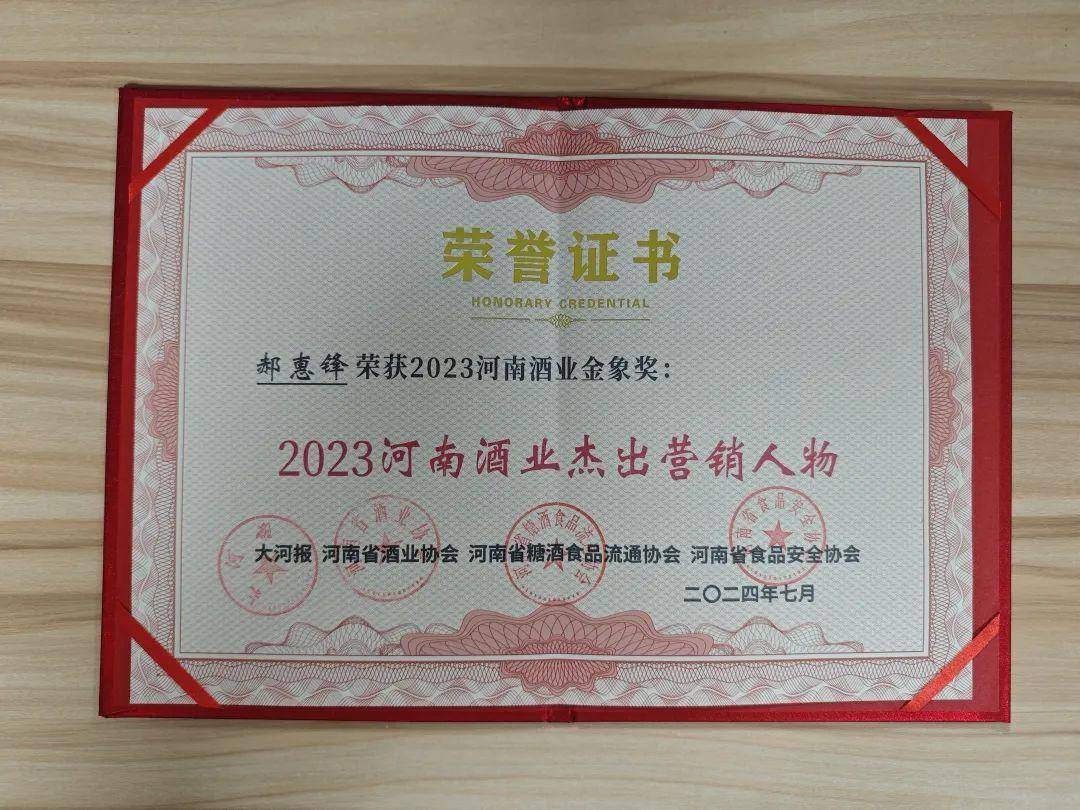 荣誉证书
HONORARY CREDENTIAL
郝惠锋 荣获2023河南酒业金象奖：
2023河南酒业杰出营销人物
大河报 河南省酒业协会 河南省糖酒食品流通协会 河南省食品安全协会
二〇二四年七月